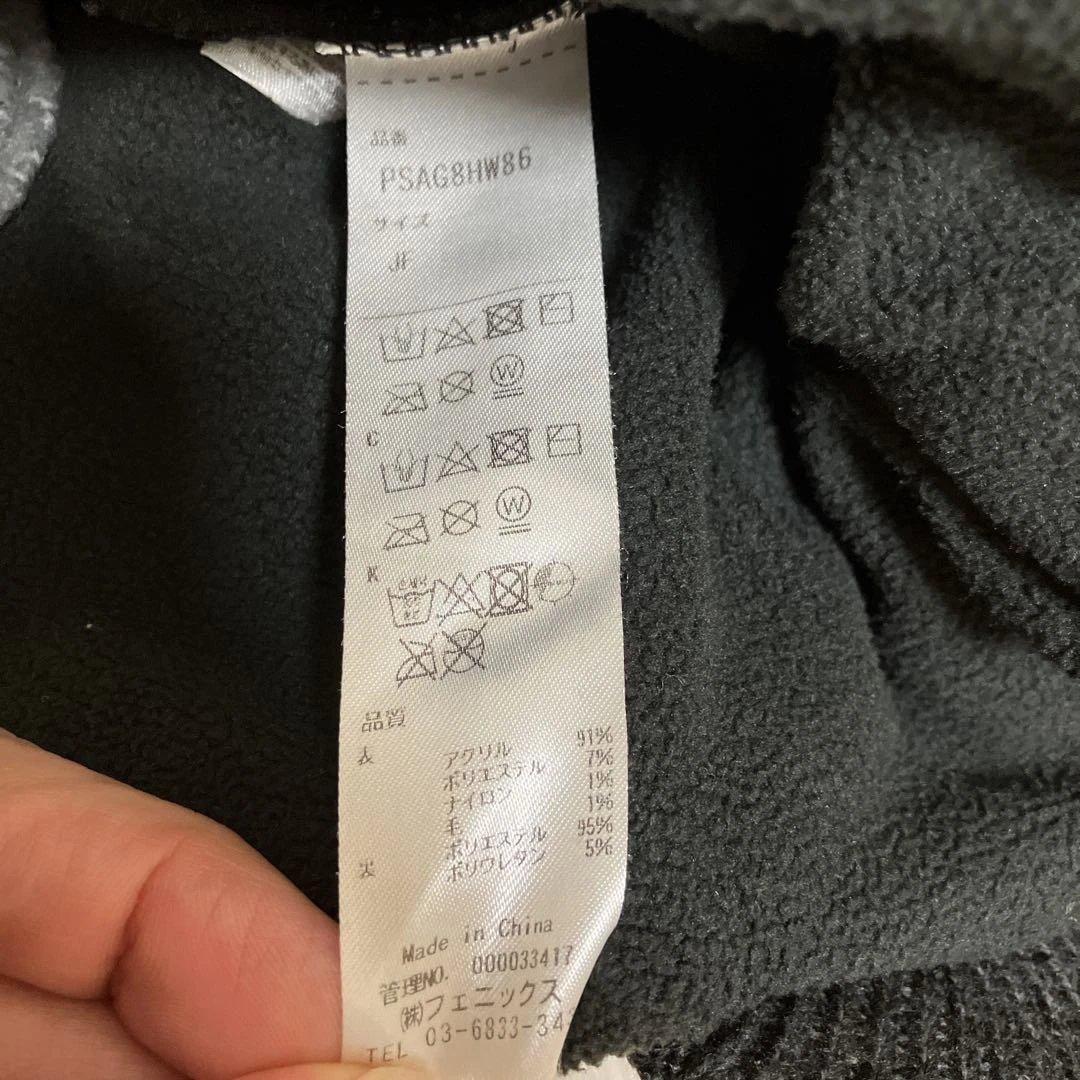 品番
PSAG8HW86
サイズ
JF
C
K
品質
表 アクリル 91%
ポリエステル 7%
ナイロン 1%
毛 1%
裏 ポリエステル 95%
ポリウレタン 5%
Made in China
管理NO. 000033417
(株)フェニックス
TEL 03-6833-34